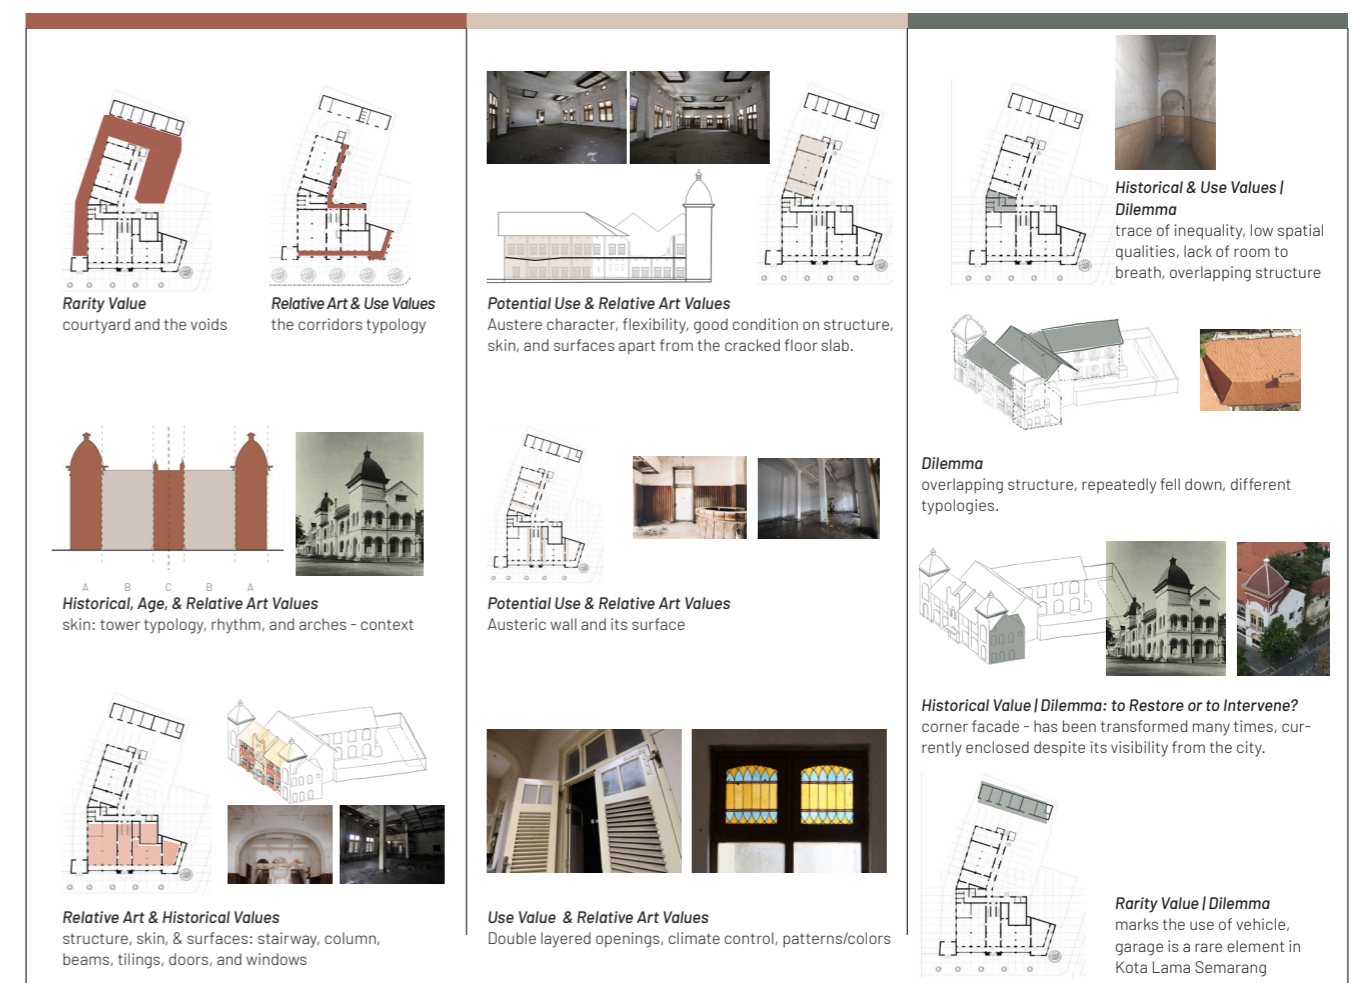 Rarity Value
courtyard and the voids
Relative Art & Use Values
the corridors typology
A B C B A
Historical, Age, & Relative Art Values
skin: tower typology, rhythm, and arches - context
Relative Art & Historical Values
structure, skin, & surfaces: stairway, column,
beams, tilings, doors, and windows
Potential Use & Relative Art Values
Austere character, flexibility, good condition on structure,
skin, and surfaces apart from the cracked floor slab.
Potential Use & Relative Art Values
Austeric wall and its surface
Use Value & Relative Art Values
Double layered openings, climate control, patterns/colors
Historical & Use Values |
Dilemma
trace of inequality, low spatial
qualities, lack of room to
breath, overlapping structure
Dilemma
overlapping structure, repeatedly fell down, different
typologies.
Historical Value | Dilemma: to Restore or to Intervene?
corner facade - has been transformed many times, cur-
rently enclosed despite its visibility from the city.
Rarity Value | Dilemma
marks the use of vehicle,
garage is a rare element in
Kota Lama Semarang